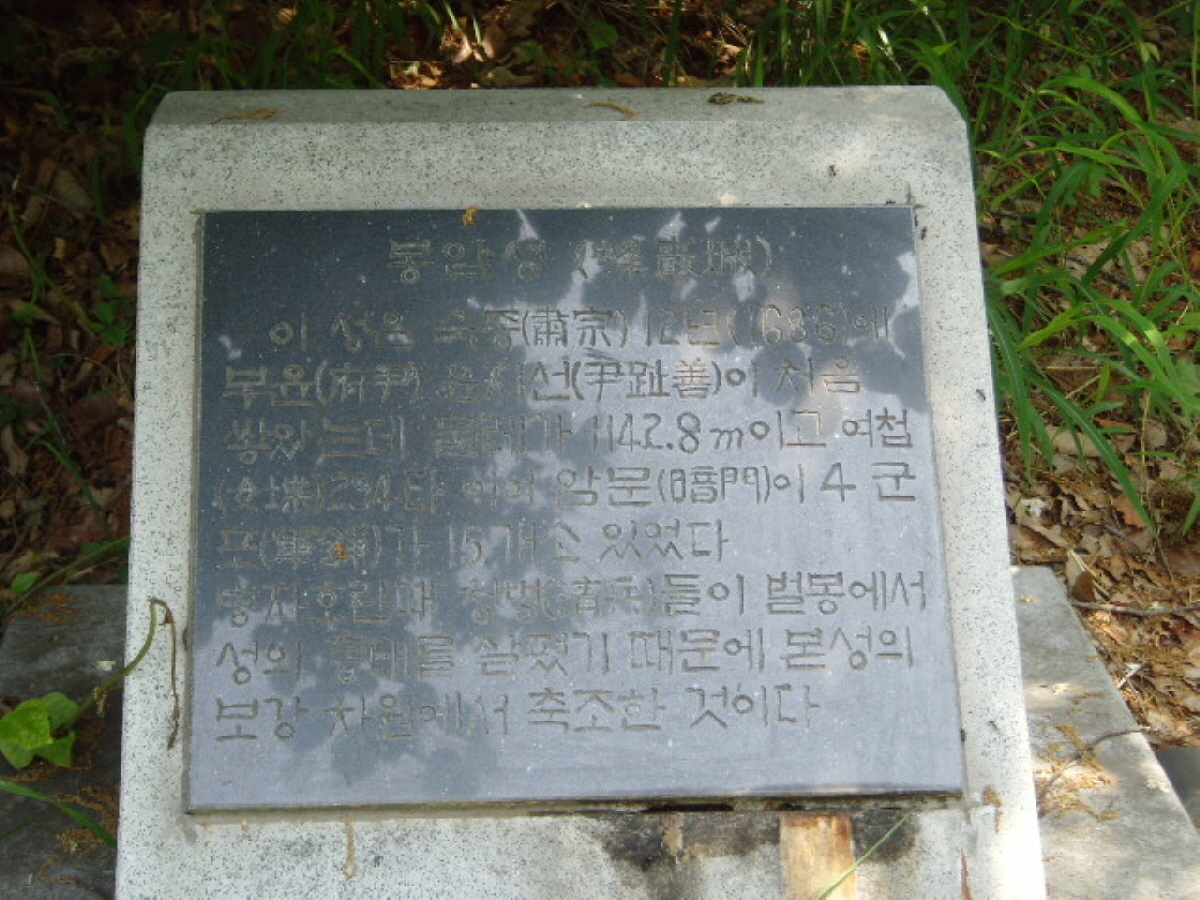 봉암성 (蜂巖城)
이 성은 숙종(肅宗) 12년(1686)에
부윤(府尹) 윤지선(尹趾善)이 처음
쌓았는데 둘레가 1142.8m이고 여첩
(女堞)294타 이며 암문(暗門)이 4 군
포(軍鋪)가 15개소 있었다
병자호란때 청병(淸兵)들이 벌봉에서
성의 동태를 살폈기 때문에 본성의
보강 차원에서 축조한 것이다